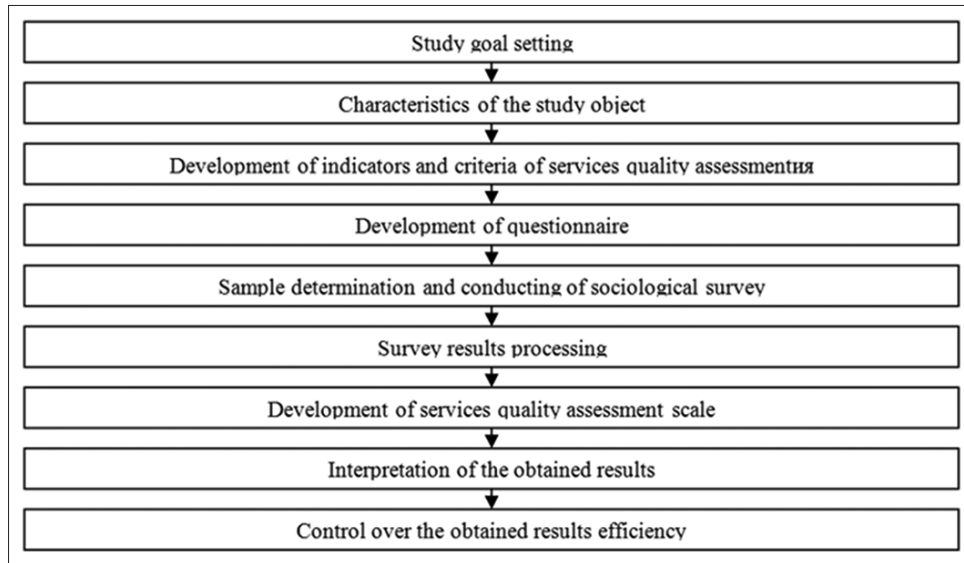 Study goal setting
Characteristics of the study object
Development of indicators and criteria of services quality assessmentия
Development of questionnaire
Sample determination and conducting of sociological survey
Survey results processing
Development of services quality assessment scale
Interpretation of the obtained results
Control over the obtained results efficiency